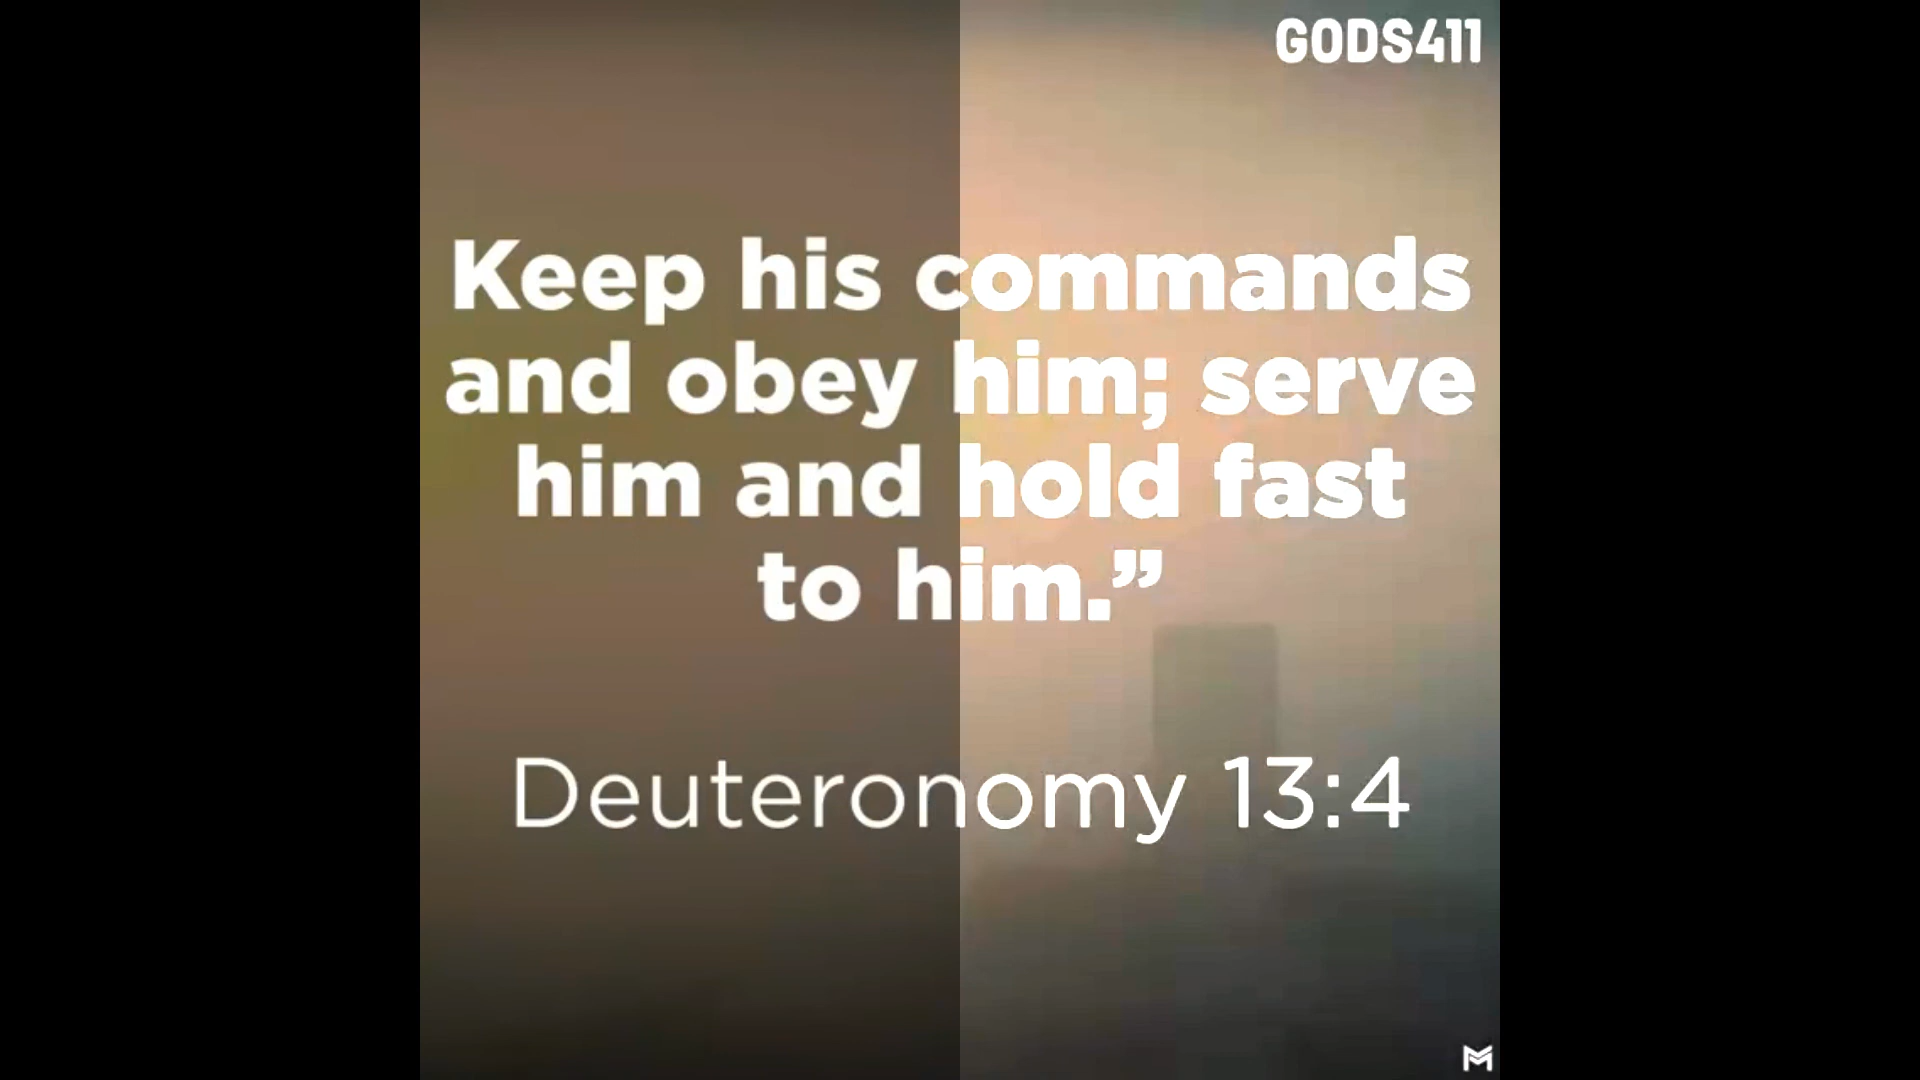 GODS411
Keep his commands
and obey him; serve
him and hold fast
to him.”
Deuteronomy 13:4